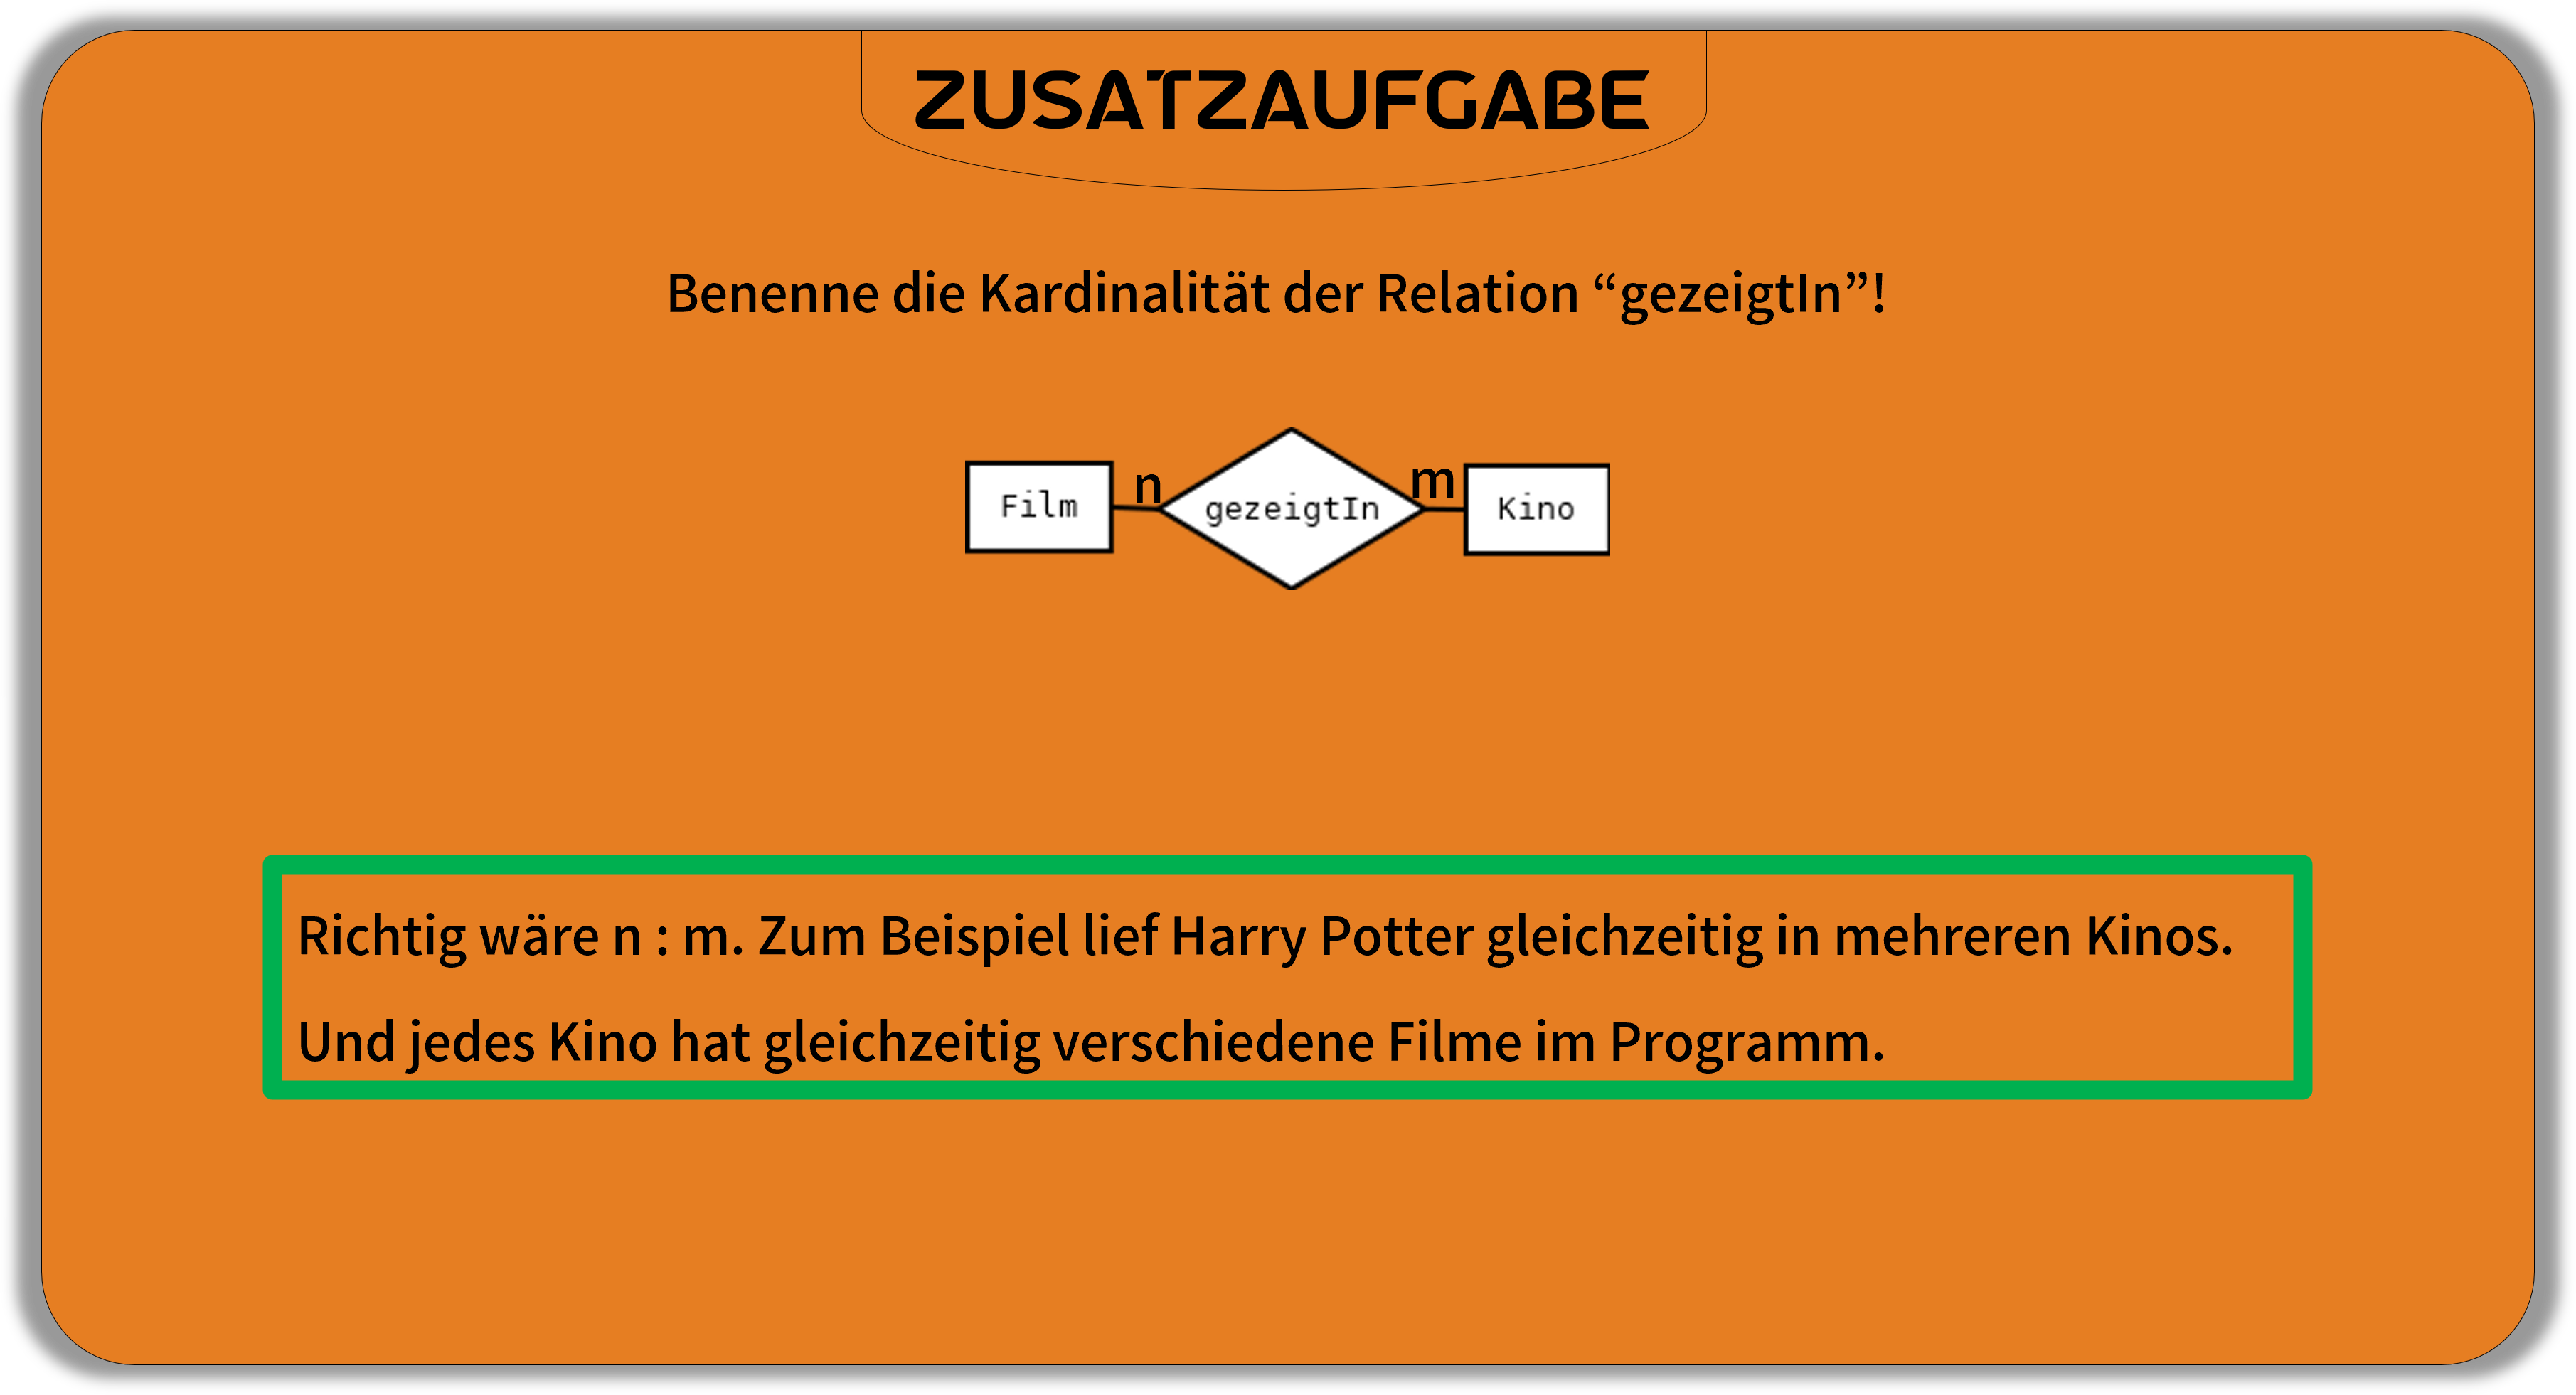 ZUSATZAUFGABE
Benenne die Kardinalität der Relation “gezeigtIn”!
Film n gezeigtIn m Kino
Richtig wäre n : m. Zum Beispiel lief Harry Potter gleichzeitig in mehreren Kinos.
Und jedes Kino hat gleichzeitig verschiedene Filme im Programm.